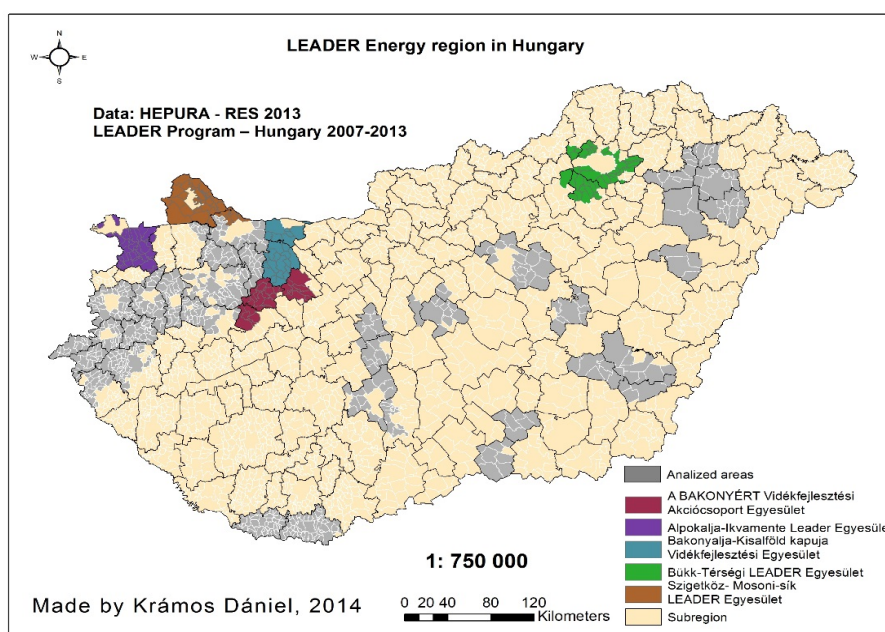 N
W E
S
LEADER Energy region in Hungary
Data: HEPURA - RES 2013
LEADER Program – Hungary 2007-2013
Analized areas
A BAKONYÉRT Vidékfejlesztési
Akciócsoport Egyesület
Alpokalja-Ikvamente Leader Egyesüle
Bakonyalja-Kisalföld kapuja
Vidékfejlesztési Egyesület
Bükk-Térségi LEADER Egyesület
Szigetköz- Mosoni-sík
LEADER Egyesület
Subregion
1: 750 000
Made by Krámos Dániel, 2014
0 20 40 80 120
Kilometers